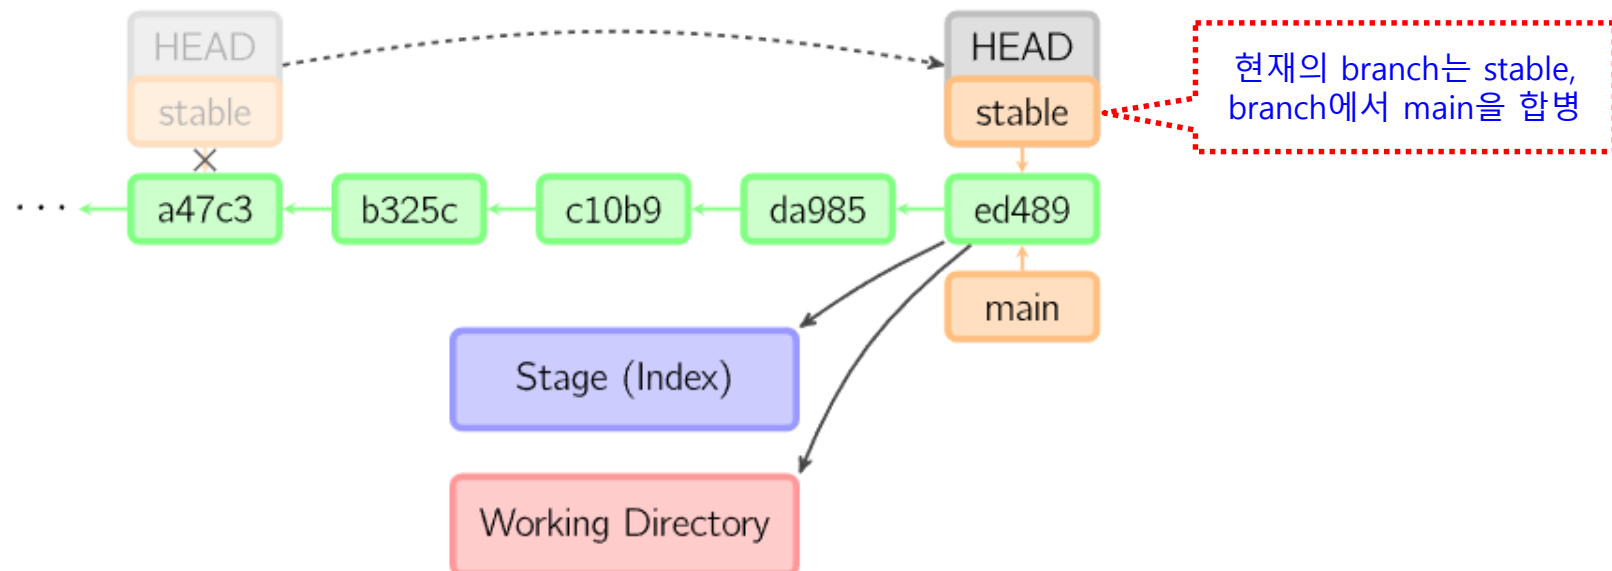 HEAD
HEAD
현재의 branch는 stable,
branch에서 main을 합병
stable
stable
... a47c3 b325c c10b9 da985 ed489
main
Stage (Index)
Working Directory